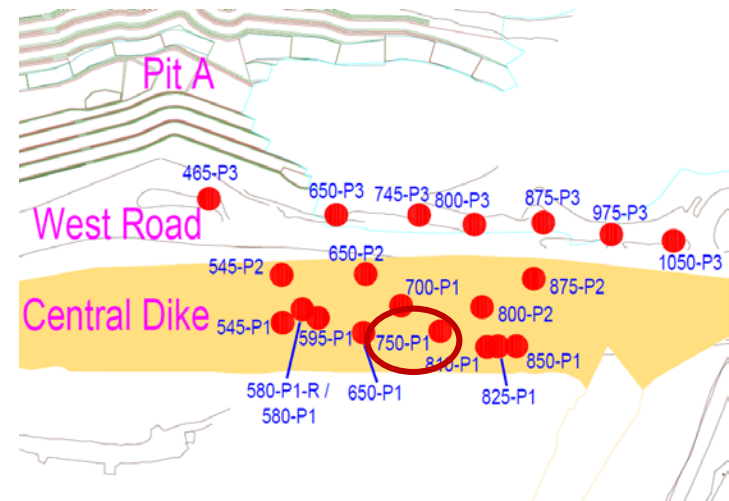 Pit A
465-P3
650-P3
745-P3
800-P3
875-P3
975-P3
1050-P3
West Road
545-P2
650-P2
875-P2
700-P1
800-P2
Central Dike
545-P1
595-P1
750-P1
810-P1
850-P1
580-P1-R /
580-P1
650-P1
825-P1